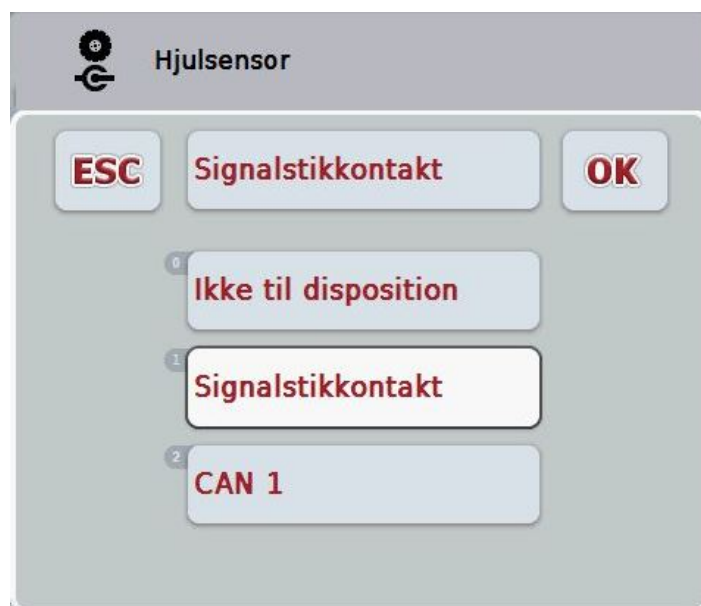 Hjulsensor
ESC
Signalstikkontakt
OK
0
Ikke til disposition
1
Signalstikkontakt
2
CAN 1